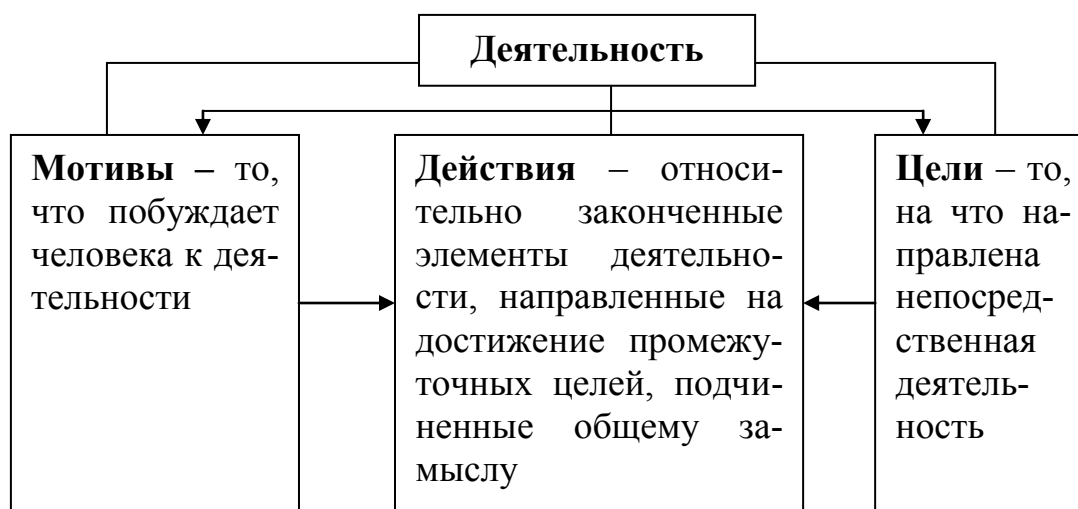 Деятельность
Мотивы – то,
что побуждает
человека к дея-
тельности
Действия – относи-
тельно законченные
элементы деятельно-
сти, направленные на
достижение промежу-
точных целей, подчи-
ненные общему за-
мыслу
Цели – то,
на что на-
правлена
непосред-
ственная
деятель-
ность